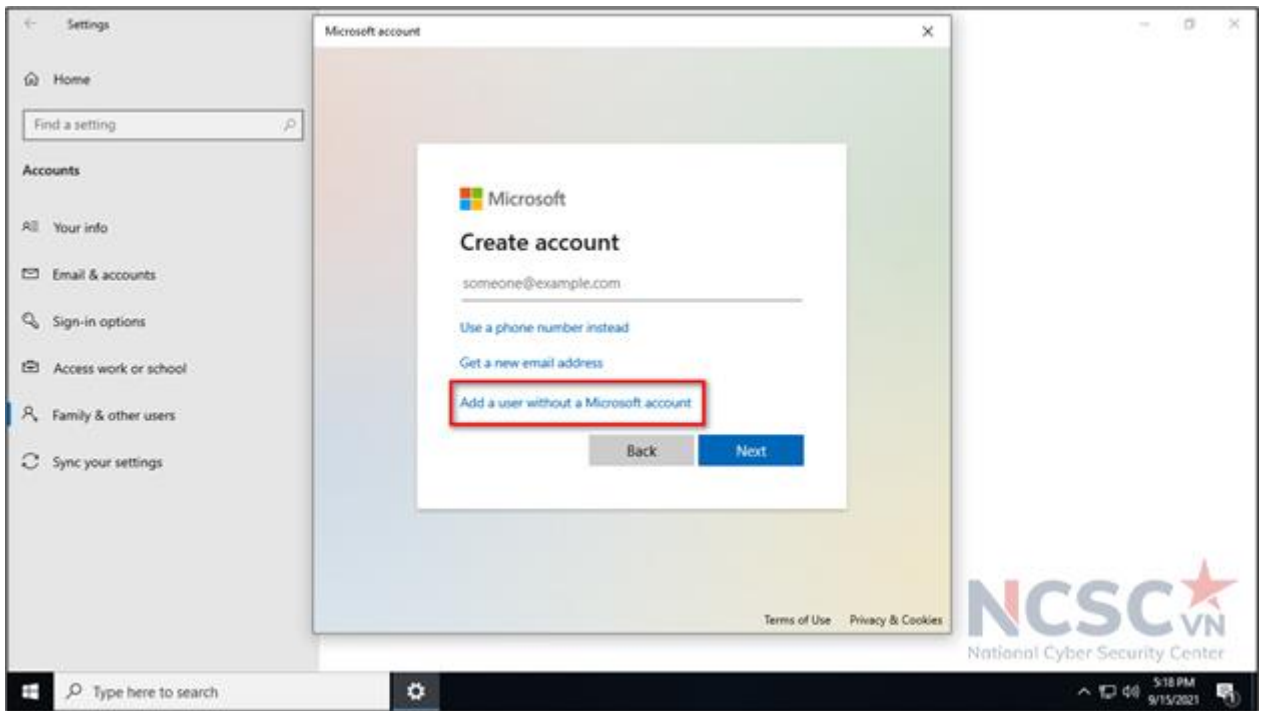 Settings
Home
Find a setting
Accounts
Your info
Email & accounts
Sign-in options
Access work or school
Family & other users
Sync your settings
Microsoft account
Microsoft
Create account
someone@example.com
Use a phone number instead
Get a new email address
Add a user without a Microsoft account
Back Next
Terms of Use Privacy & Cookies
NCSC VN
National Cyber Security Center
Type here to search
5:18 PM
9/15/2021